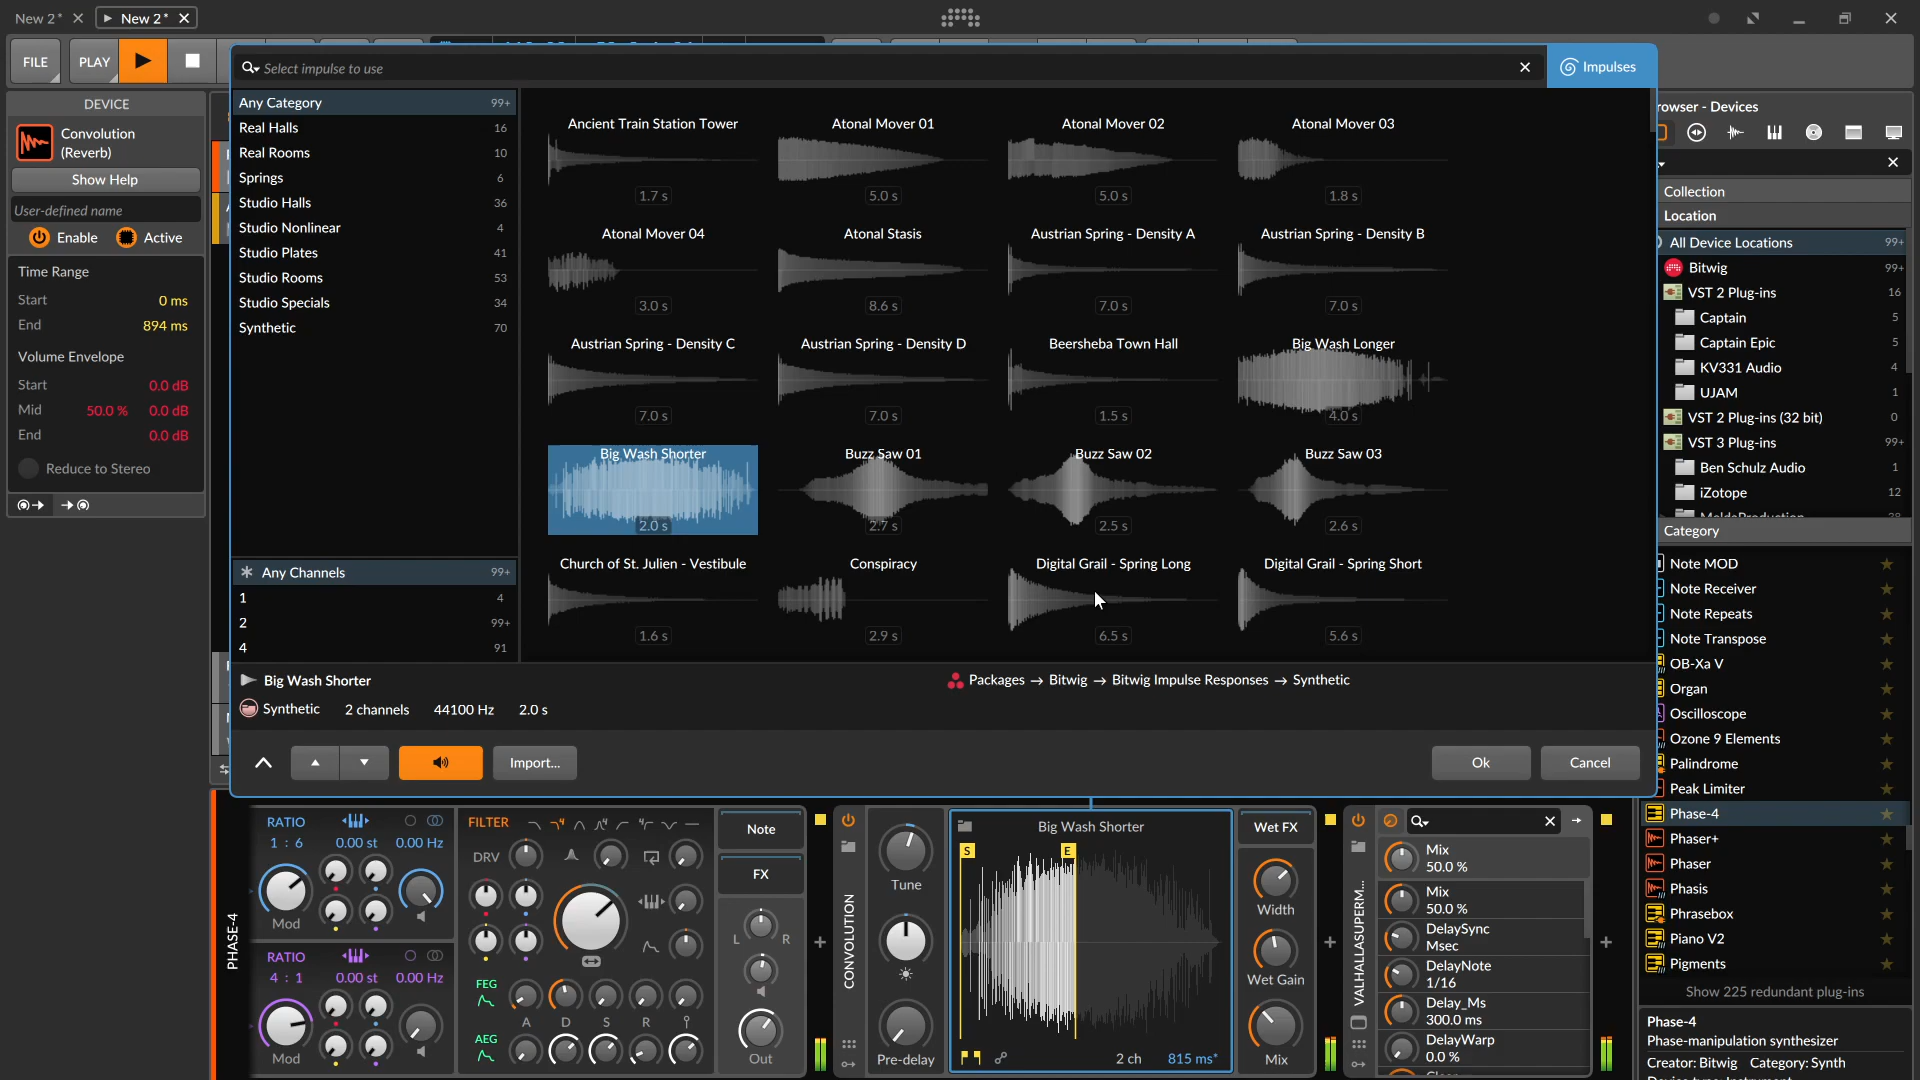 New 2*
New 2*
FILE
PLAY
DEVICE
Convolution
(Reverb)
Show Help
User-defined name
Enable
Active
Time Range
Start 0 ms
End 894 ms
Volume Envelope
Start 0.0 dB
Mid 50.0 % 0.0 dB
End 0.0 dB
Reduce to Stereo
Select impulse to use
Impulses
Any Category 99+
Real Halls 16
Real Rooms 10
Springs 6
Studio Halls 36
Studio Nonlinear 4
Studio Plates 41
Studio Rooms 53
Studio Specials 34
Synthetic 70
Any Channels 99+
1 4
2 99+
4 91
Ancient Train Station Tower
1.7 s
Atonal Mover 01
5.0 s
Atonal Mover 02
5.0 s
Atonal Mover 03
1.8 s
Atonal Mover 04
3.0 s
Atonal Stasis
8.6 s
Austrian Spring - Density A
7.0 s
Austrian Spring - Density B
7.0 s
Austrian Spring - Density C
7.0 s
Austrian Spring - Density D
7.0 s
Beersheba Town Hall
1.5 s
Big Wash Longer
4.0 s
Big Wash Shorter
2.0 s
Buzz Saw 01
2.7 s
Buzz Saw 02
2.5 s
Buzz Saw 03
2.6 s
Church of St. Julien - Vestibule
1.6 s
Conspiracy
2.9 s
Digital Grail - Spring Long
6.5 s
Digital Grail - Spring Short
5.6 s
Big Wash Shorter
Packages → Bitwig → Bitwig Impulse Responses → Synthetic
Synthetic 2 channels 44100 Hz 2.0 s
Import...
Ok
Cancel
rowser - Devices
Collection
Location
All Device Locations 99+
Bitwig 99+
VST 2 Plug-ins 16
Captain 5
Captain Epic 5
KV331 Audio 4
UJAM 1
VST 2 Plug-ins (32 bit) 0
VST 3 Plug-ins 99+
Ben Schulz Audio 1
iZotope 12
Category
Note MOD
Note Receiver
Note Repeats
Note Transpose
OB-Xa V
Organ
Oscilloscope
Ozone 9 Elements
Palindrome
Peak Limiter
Phase-4
Phaser+
Phaser
Phasis
Phrasebox
Piano V2
Pigments
Show 225 redundant plug-ins
Phase-4
Phase-manipulation synthesizer
Creator: Bitwig Category: Synth
PHASE-4
RATIO
1 : 6 0.00 st 0.00 Hz
Mod
RATIO
4 : 1 0.00 st 0.00 Hz
Mod
FILTER
DRV
FEG
A D S R
AEG
Note
FX
L R
Out
CONVOLUTION
Tune
Pre-delay
Big Wash Shorter
S E
2 ch 815 ms*
Wet FX
Width
Wet Gain
Mix
VALHALLASUPERM...
Mix
50.0 %
Mix
50.0 %
DelaySync
Msec
DelayNote
1/16
Delay_Ms
300.0 ms
DelayWarp
0.0 %